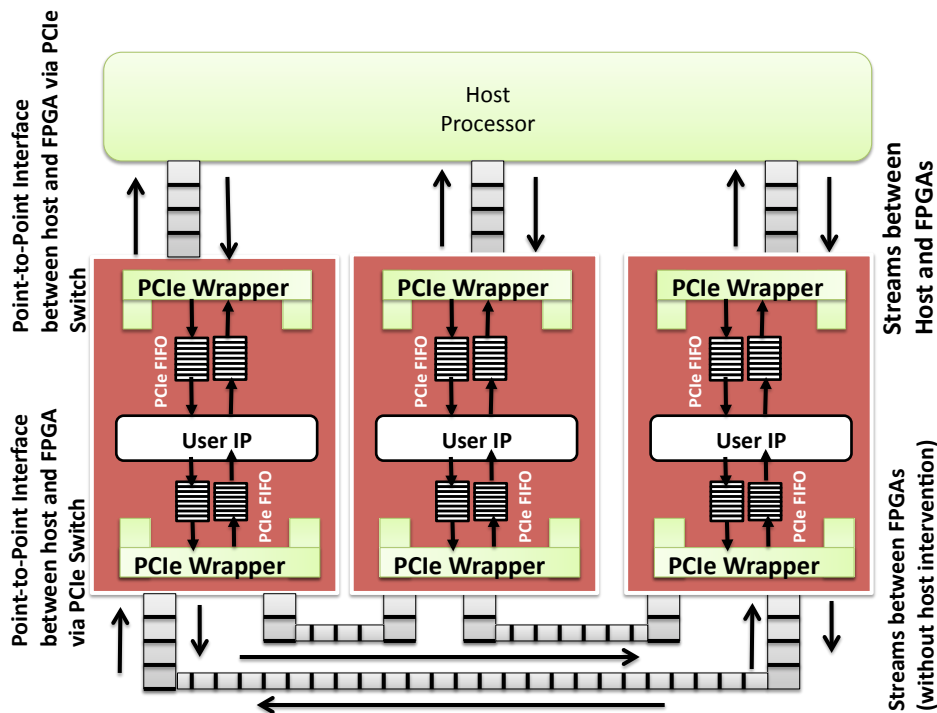 Host
Processor
Point-to-Point Interface
between host and FPGA via PCIe
Switch
Streams between
Host and FPGAs
PCIe Wrapper
PCIe Wrapper
PCIe Wrapper
PCIe FIFO
PCIe FIFO
PCIe FIFO
User IP
User IP
User IP
PCIe FIFO
PCIe FIFO
PCIe FIFO
PCIe Wrapper
PCIe Wrapper
PCIe Wrapper
Point-to-Point Interface
between host and FPGA
via PCIe Switch
Streams between FPGAs
(without host intervention)